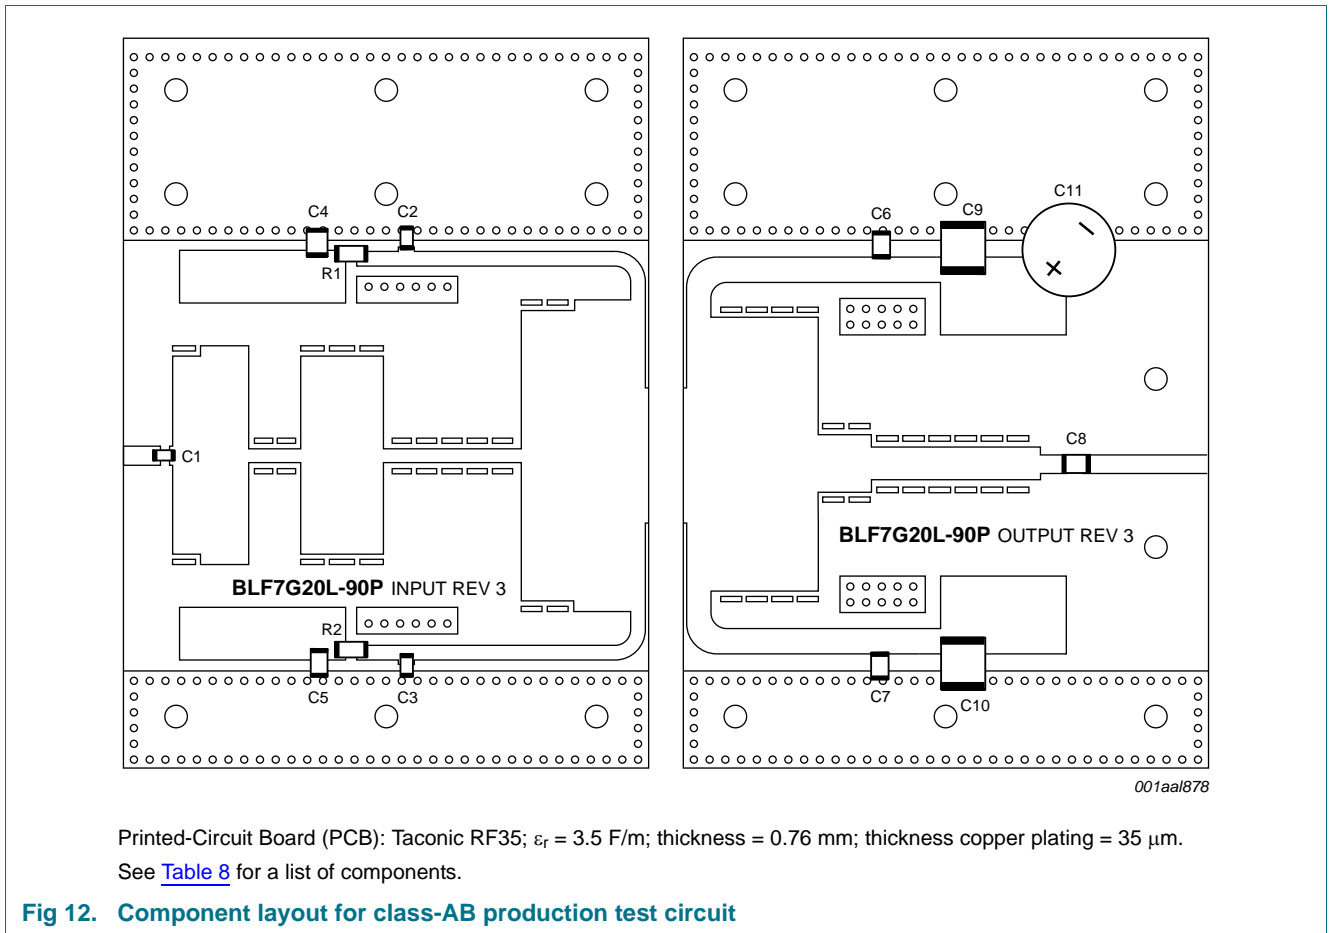 C11
C4
C2
C6
C9
R1
C1
C8
BLF7G20L-90P OUTPUT REV 3
BLF7G20L-90P INPUT REV 3
R2
C5
C3
C7
C10
001aal878
Printed-Circuit Board (PCB): Taconic RF35; εr = 3.5 F/m; thickness = 0.76 mm; thickness copper plating = 35 μm.
See Table 8 for a list of components.
Fig 12. Component layout for class-AB production test circuit